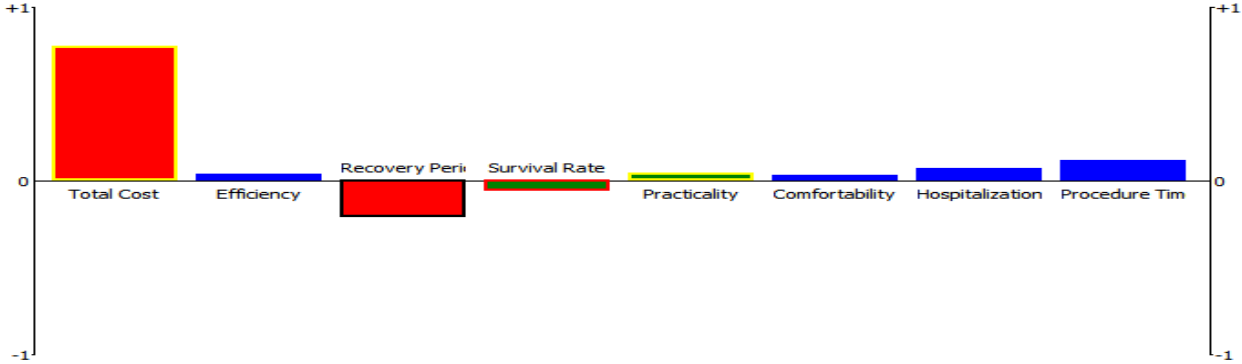 +1 +1
Recovery Peri Survival Rate
0 0
Total Cost Efficiency Practicality Comfortability Hospitalization Procedure Tim
-1 -1